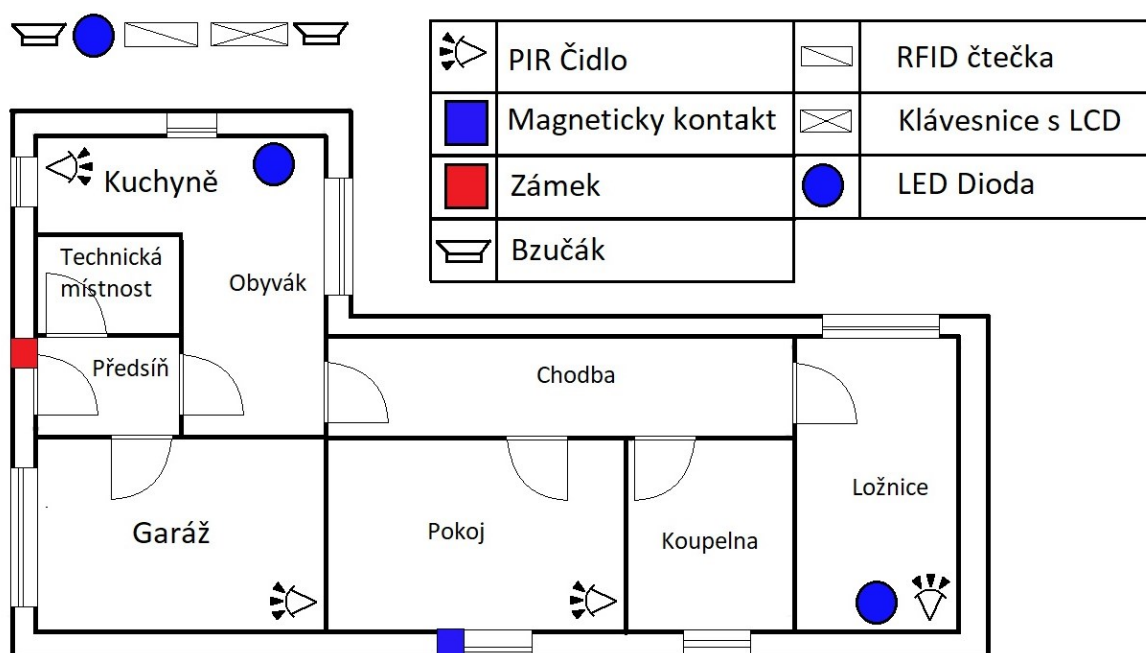 PIR Čidlo
RFID čtečka
Magneticky kontakt
Klávesnice s LCD
Zámek
LED Dioda
Bzučák
Kuchyně
Technická
místnost
Obyvák
Předsíň
Chodba
Ložnice
Garáž
Pokoj
Koupelna